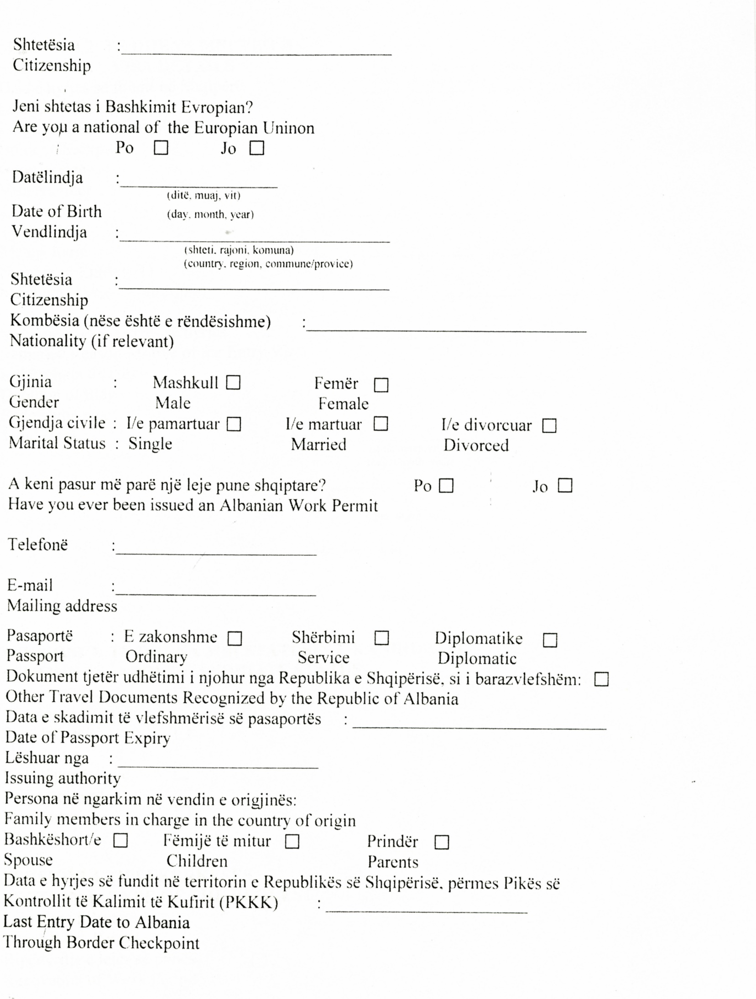 Shtetësia :
Citizenship
Jeni shtetas i Bashkimit Evropian?
Are you a national of the Europian Uninon
Po ☐ Jo ☐
Datëlindja :
(ditë, muaj, vit)
Date of Birth (day, month, year)
Vendlindja :
(shteti, rajoni, komuna)
(country, region, commune/provice)
Shtetësia :
Citizenship
Kombësia (nëse është e rëndësishme) :
Nationality (if relevant)
Gjinia : Mashkull ☐ Femër ☐
Gender Male Female
Gjendja civile : I/e pamartuar ☐ I/e martuar ☐ I/e divorcuar ☐
Marital Status : Single Married Divorced
A keni pasur më parë një leje pune shqiptare? Po ☐ Jo ☐
Have you ever been issued an Albanian Work Permit
Telefonë :
E-mail :
Mailing address
Pasaportë : E zakonshme ☐ Shërbimi ☐ Diplomatike ☐
Passport Ordinary Service Diplomatic
Dokument tjetër udhëtimi i njohur nga Republika e Shqipërisë, si i barazvlefshëm: ☐
Other Travel Documents Recognized by the Republic of Albania
Data e skadimit të vlefshmërisë së pasaportës :
Date of Passport Expiry
Lëshuar nga :
Issuing authority
Persona në ngarkim në vendin e origjinës:
Family members in charge in the country of origin
Bashkëshort/e ☐ Fëmijë të mitur ☐ Prindër ☐
Spouse Children Parents
Data e hyrjes së fundit në territorin e Republikës së Shqipërisë, përmes Pikës së
Kontrollit të Kalimit të Kufirit (PKKK) :
Last Entry Date to Albania
Through Border Checkpoint